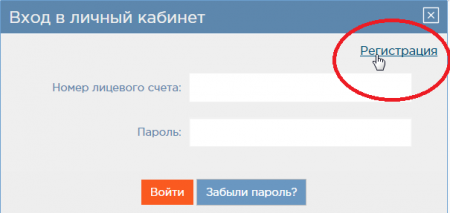 Вход в личный кабинет
Регистрация
Номер лицевого счета:
Пароль:
Войти Забыли пароль?